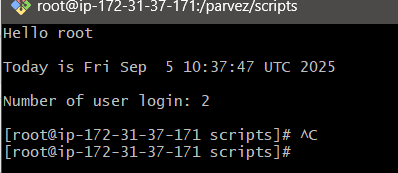 root@ip-172-31-37-171:/parvez/scripts
Hello root
Today is Fri Sep  5 10:37:47 UTC 2025
Number of user login: 2
[root@ip-172-31-37-171 scripts]# ^C
[root@ip-172-31-37-171 scripts]#